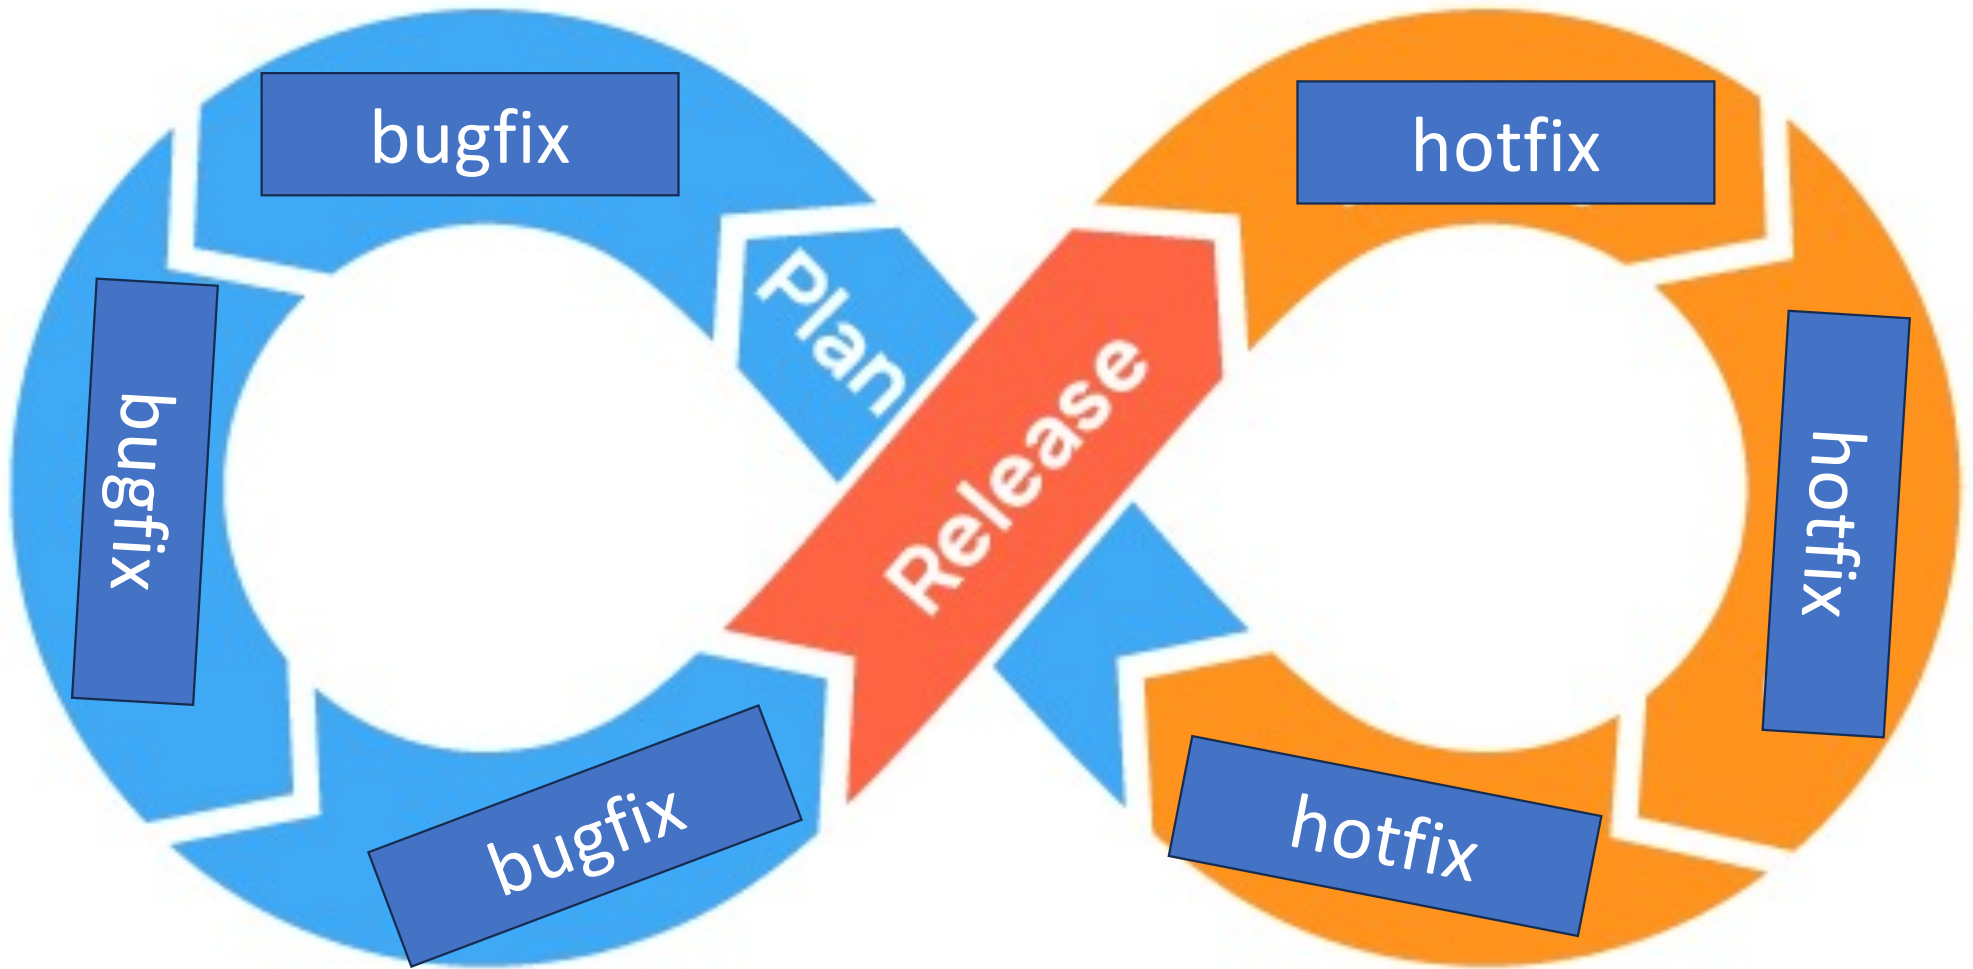 bugfix
hotfix
Plan
bugfix
Release
hotfix
bugfix
hotfix